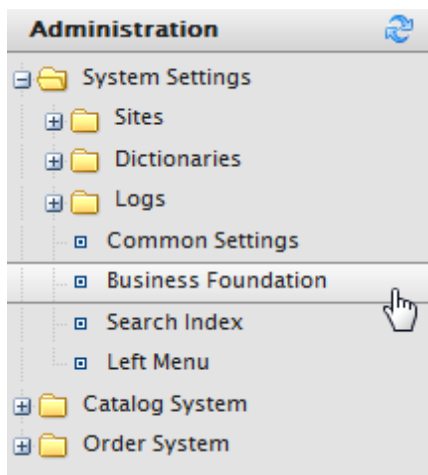 Administration
System Settings
Sites
Dictionaries
Logs
Common Settings
Business Foundation
Search Index
Left Menu
Catalog System
Order System